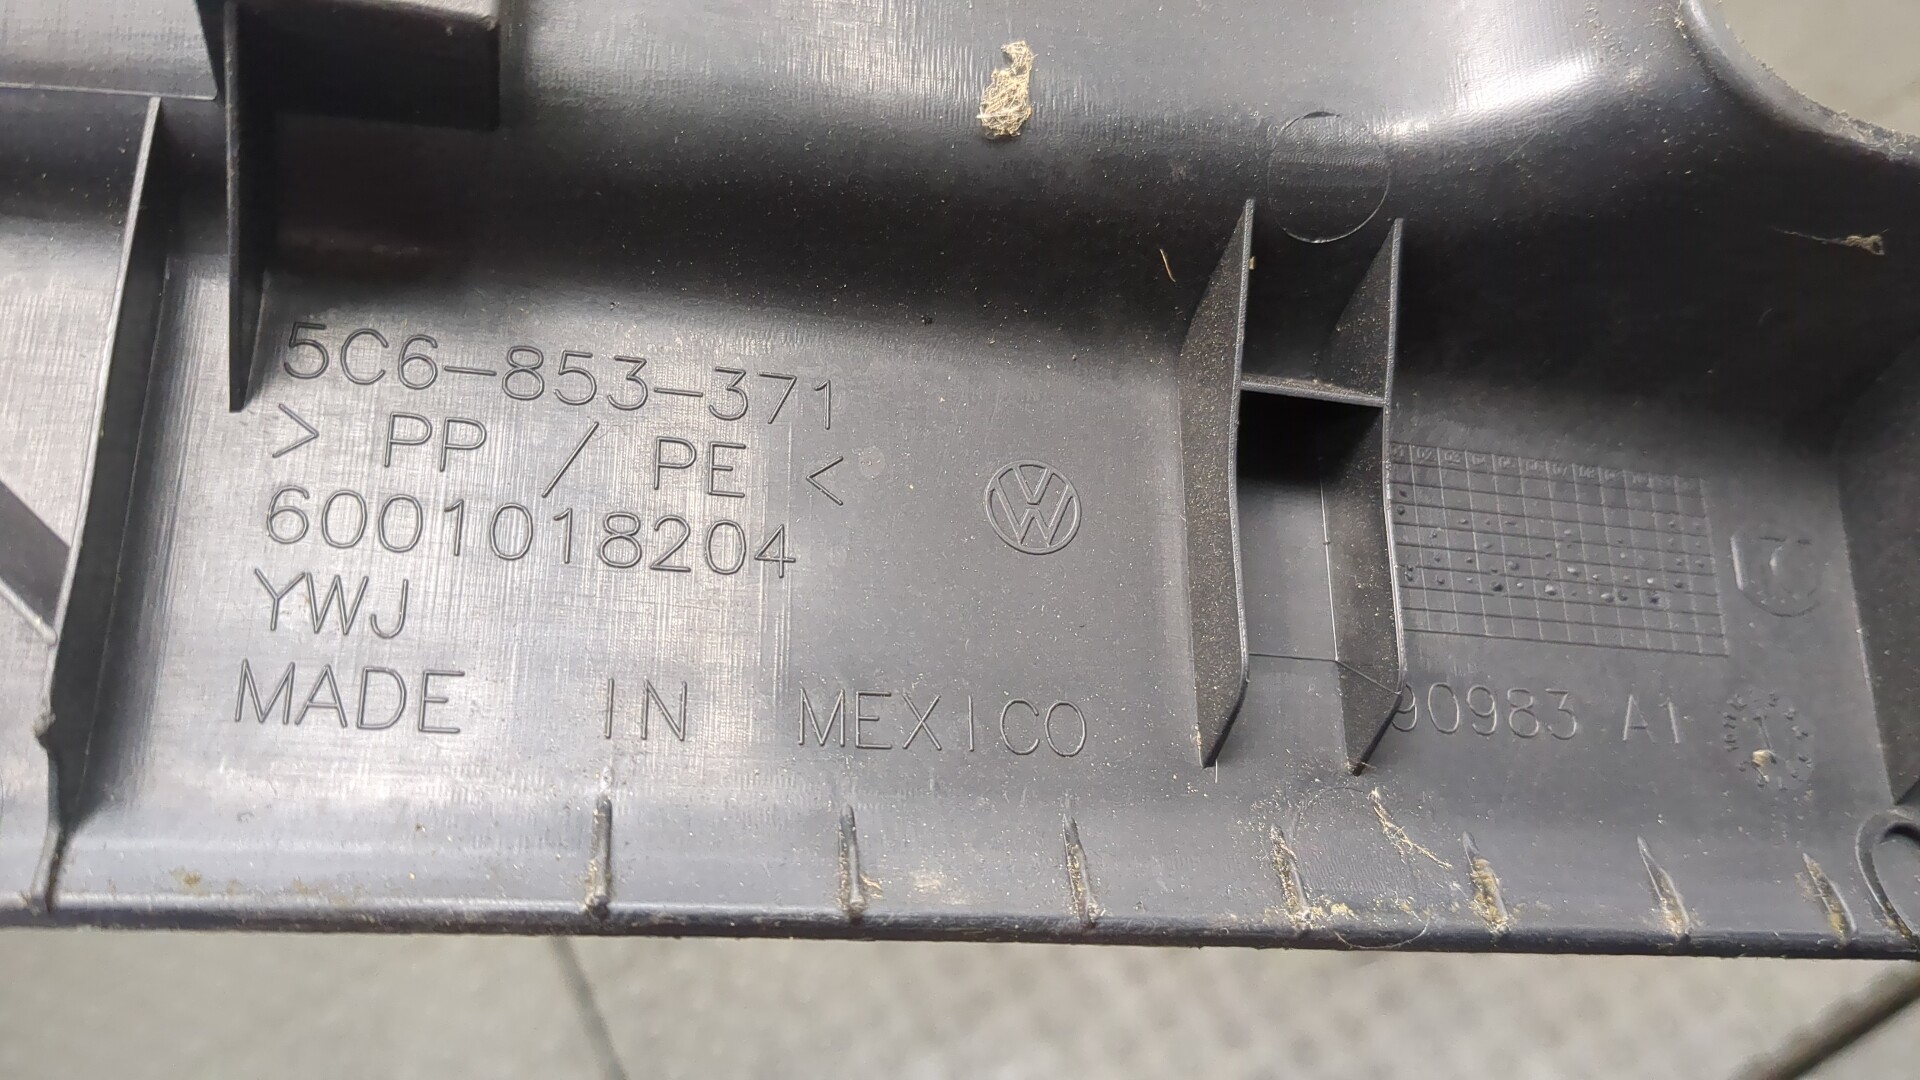 5C6-853-371
> PP / PE <
6001018204
YWJ
MADE IN MEXICO
90983 A1